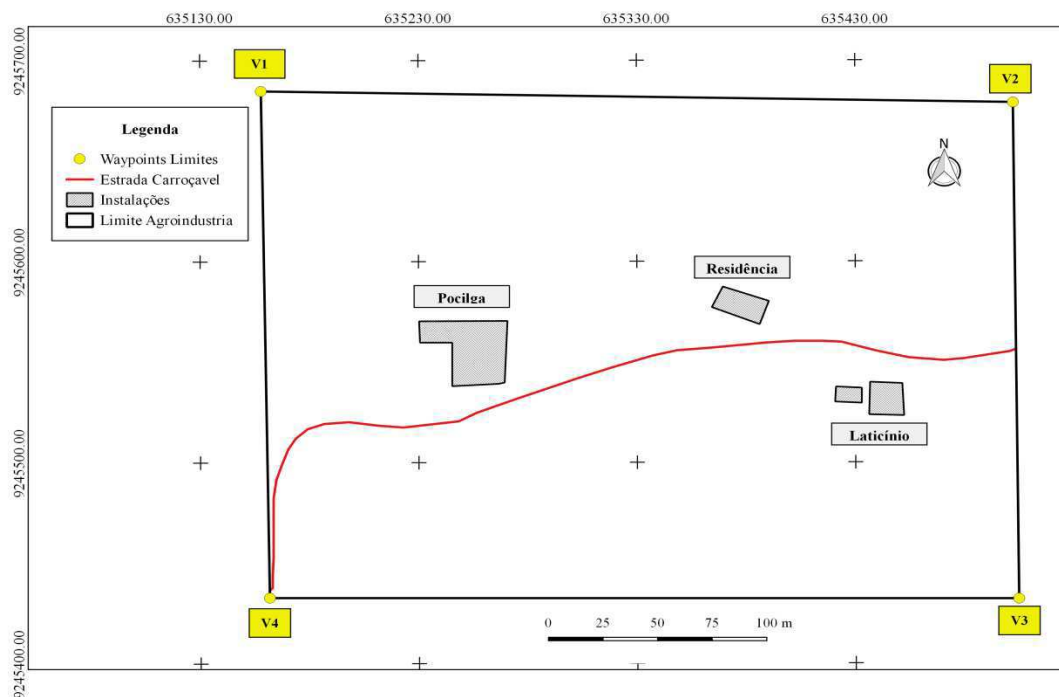 635130.00
635230.00
635330.00
635430.00
9245700.00
V1
V2
Legenda
Waypoints Limites
Estrada Carroçavel
Instalações
Limite Agroindustria
N
9245600.00
Residência
Pocilga
Laticínio
9245500.00
V4
V3
0 25 50 75 100 m
9245400.00